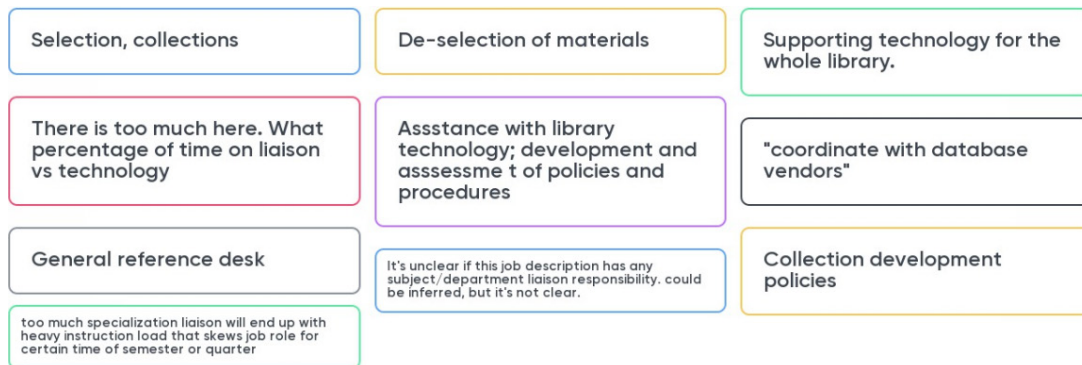 Selection, collections
De-selection of materials
Supporting technology for the
whole library.
There is too much here. What
percentage of time on liaison
vs technology
Assstance with library
technology; development and
asssessme t of policies and
procedures
"coordinate with database
vendors"
General reference desk
It's unclear if this job description has any
subject/department liaison responsibility. could
be inferred, but it's not clear.
Collection development
policies
too much specialization liaison will end up with
heavy instruction load that skews job role for
certain time of semester or quarter